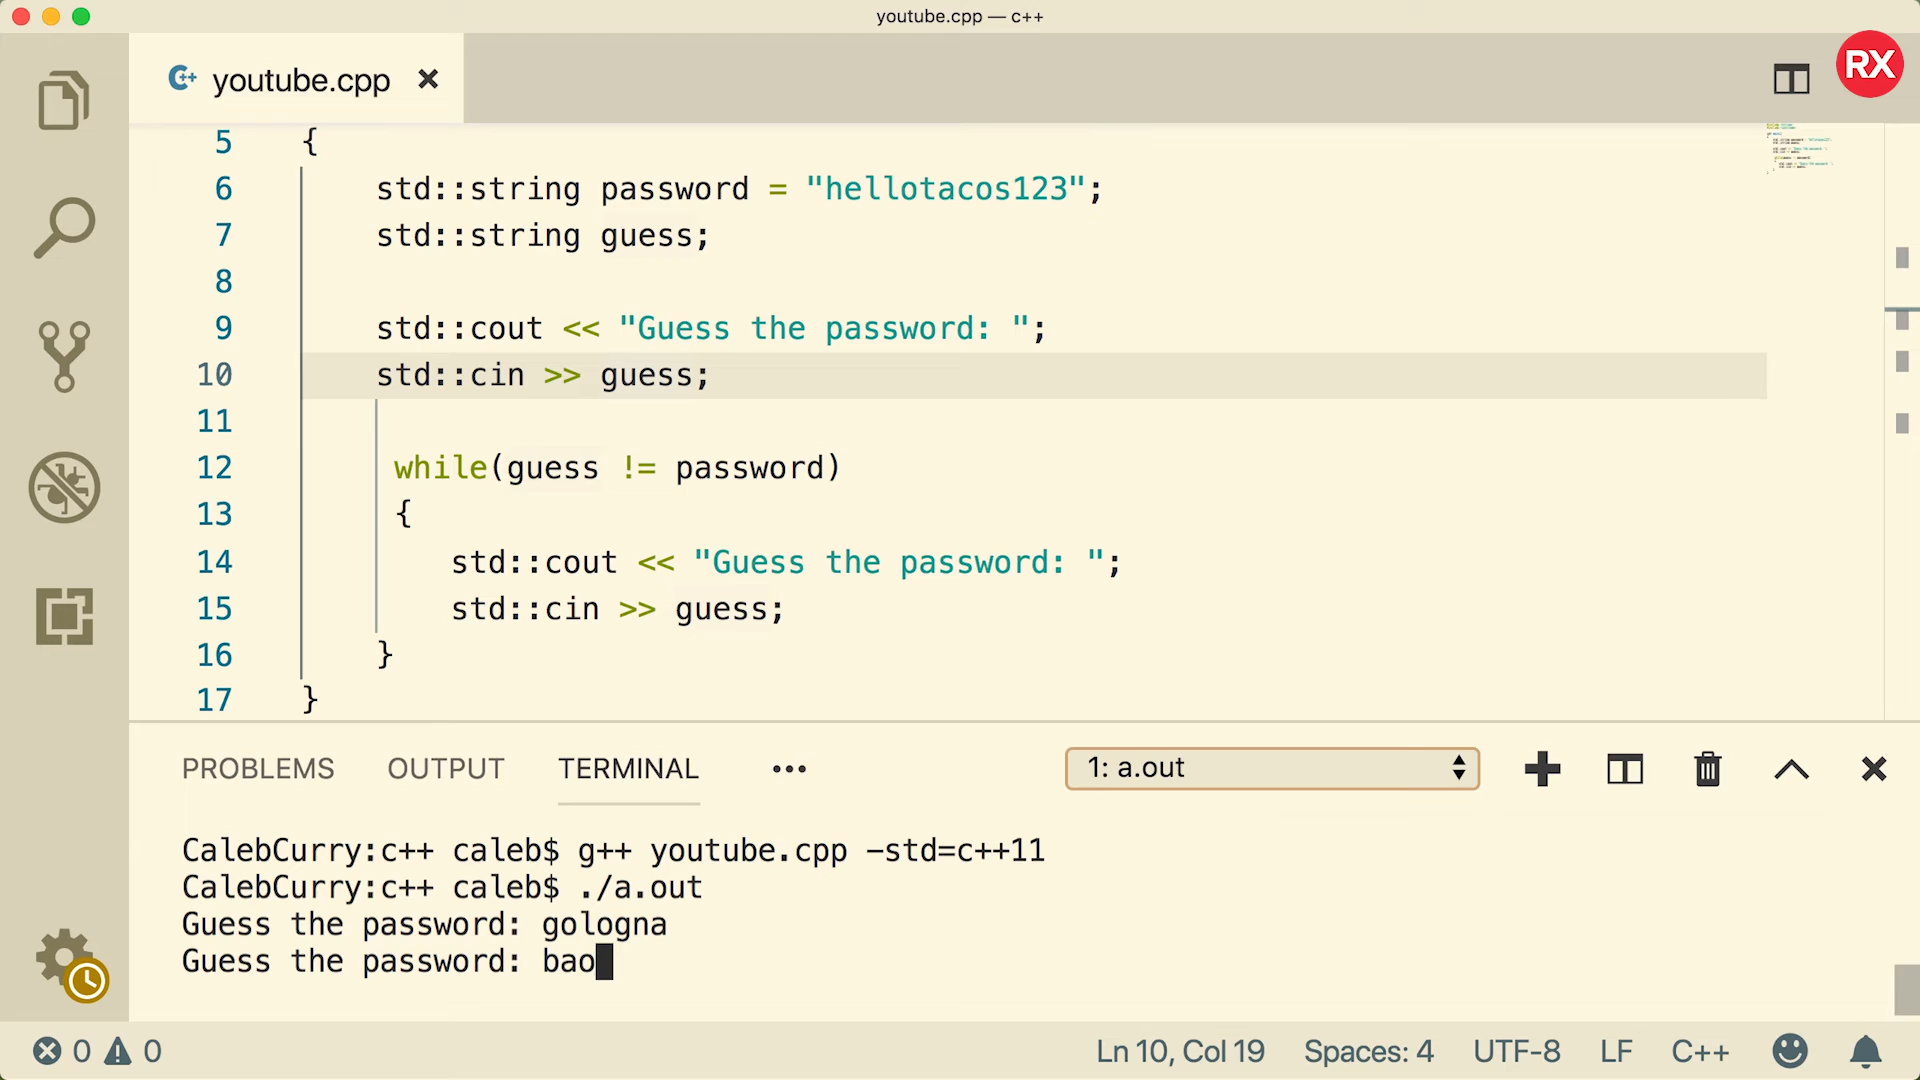 youtube.cpp — c++
RX
C++ youtube.cpp ×
5 {
6 std::string password = "hellotacos123";
7 std::string guess;
8
9 std::cout << "Guess the password: ";
10 std::cin >> guess;
11
12 while(guess != password)
13 {
14 std::cout << "Guess the password: ";
15 std::cin >> guess;
16 }
17 }
PROBLEMS OUTPUT TERMINAL ••• 1: a.out
CalebCurry:c++ caleb$ g++ youtube.cpp -std=c++11
CalebCurry:c++ caleb$ ./a.out
Guess the password: gologna
Guess the password: bao
0 0 Ln 10, Col 19 Spaces: 4 UTF-8 LF C++